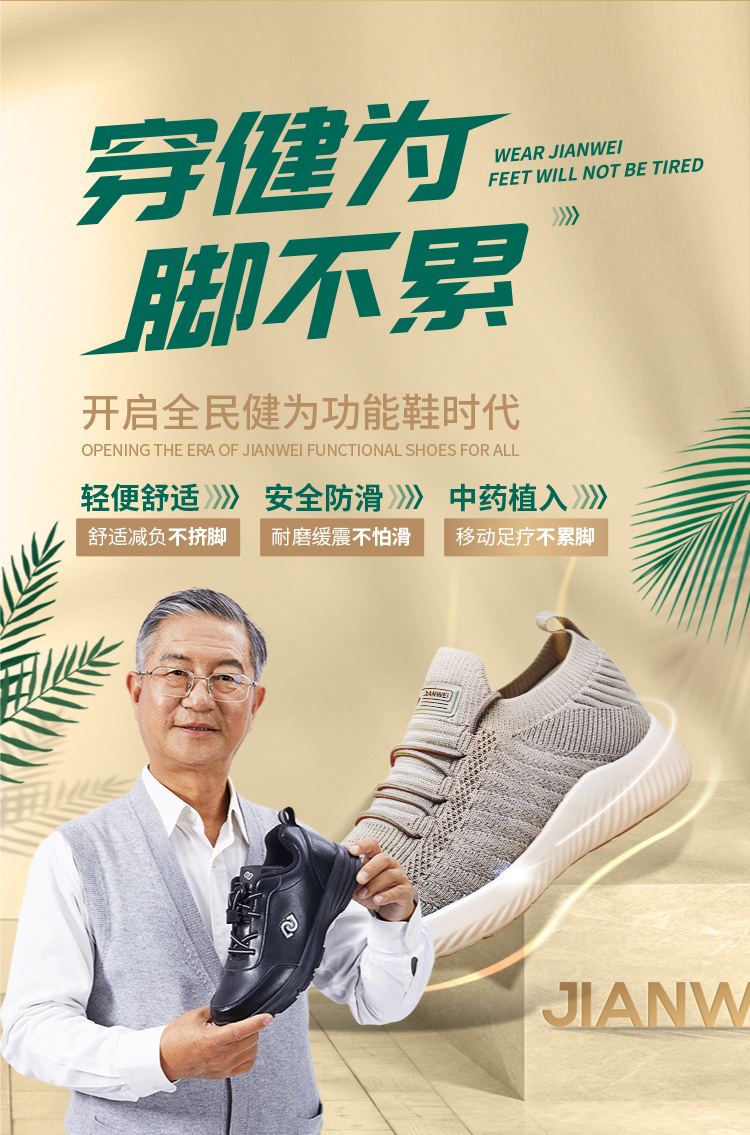 穿健为
WEAR JIANWEI
FEET WILL NOT BE TIRED
脚不累
开启全民健为功能鞋时代
OPENING THE ERA OF JIANWEI FUNCTIONAL SHOES FOR ALL
轻便舒适 安全防滑 中药植入
舒适减负不挤脚 耐磨缓震不怕滑 移动足疗不累脚
JIANWEI
JIANW